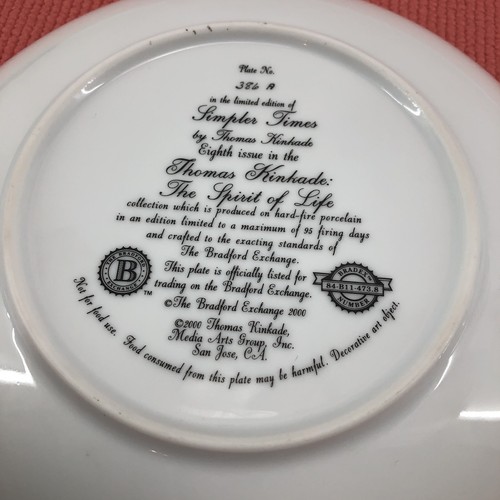 Plate No.
386 A
in the limited edition of
Simpler Times
by Thomas Kinkade
Eighth issue in the
Thomas Kinkade:
The Spirit of Life
collection which is produced on hard-fire porcelain
in an edition limited to a maximum of 95 firing days
and crafted to the exacting standards of
The Bradford Exchange.
This plate is officially listed for
trading on the Bradford Exchange.
©The Bradford Exchange 2000
©2000 Thomas Kinkade,
Media Arts Group, Inc.
San Jose, CA.
THE BRADFORD
B
EXCHANGE
TM
BRADEX
84-B11-473.8
NUMBER
Not for food use. Food consumed from this plate may be harmful. Decorative art object.